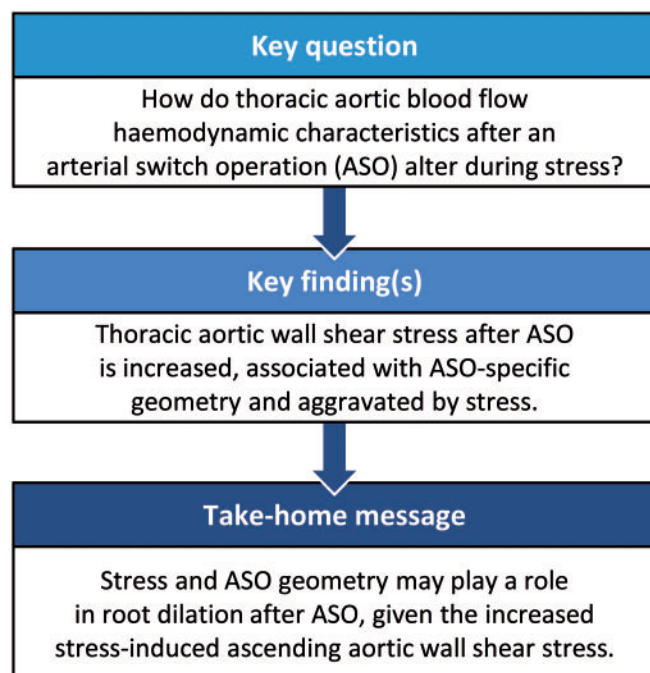 Key question
How do thoracic aortic blood flow
haemodynamic characteristics after an
arterial switch operation (ASO) alter during stress?
Key finding(s)
Thoracic aortic wall shear stress after ASO
is increased, associated with ASO-specific
geometry and aggravated by stress.
Take-home message
Stress and ASO geometry may play a role
in root dilation after ASO, given the increased
stress-induced ascending aortic wall shear stress.